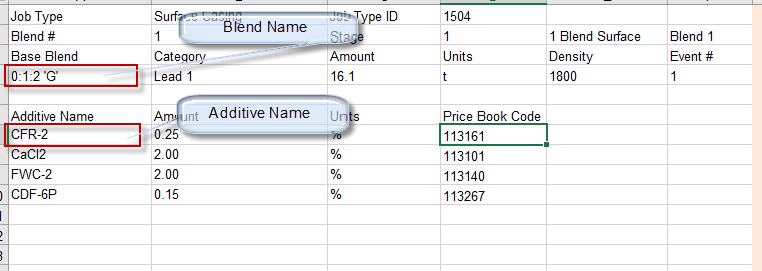 Job Type Surface Casing Job Type ID 1504
Blend Name
Blend # 1 Stage 1 1 Blend Surface Blend 1
Base Blend Category Amount Units Density Event #
0:1:2 'G' Lead 1 16.1 t 1800 1
Additive Name Amount Units Price Book Code
Additive Name
CFR-2 0.25 % 113161
CaCl2 2.00 % 113101
FWC-2 2.00 % 113140
CDF-6P 0.15 % 113267